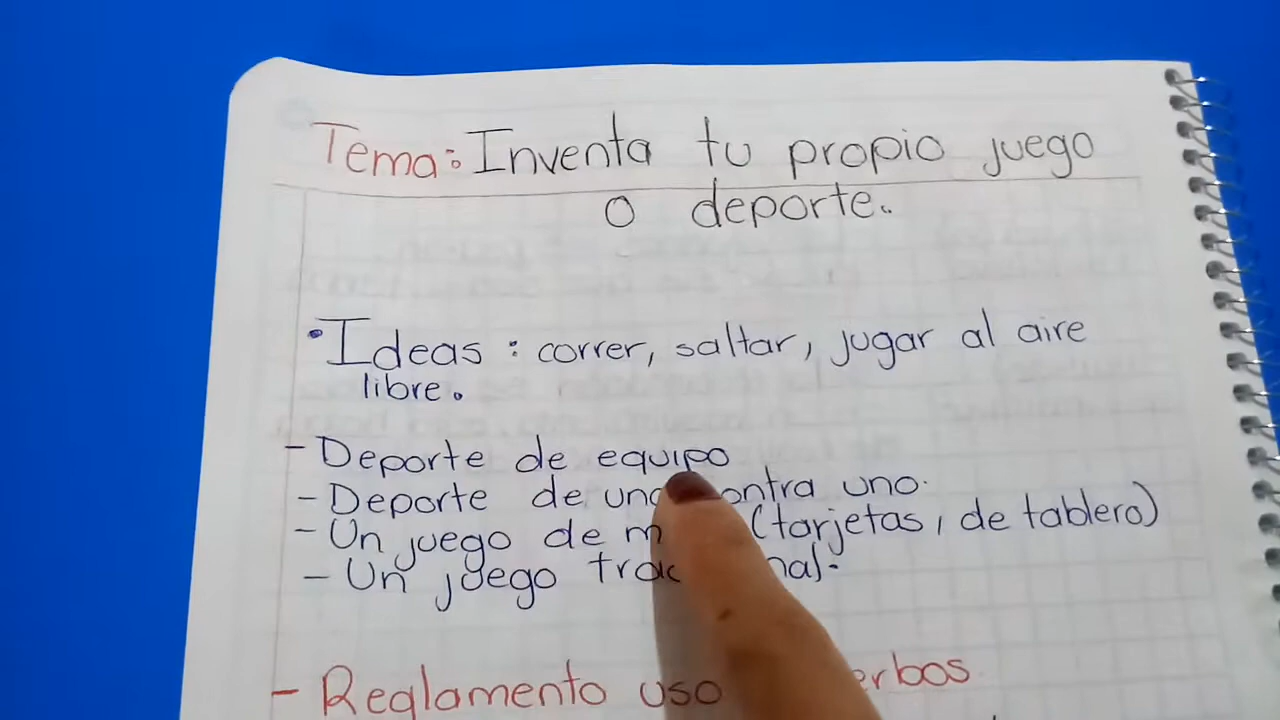 Tema: Inventa tu propio juego
o deporte.
• Ideas: correr, saltar, jugar al aire
libre.
- Deporte de equipo
- Deporte de uno contra uno.
- Un juego de m (tarjetas, de tablero)
- Un juego
- Reglamento uso